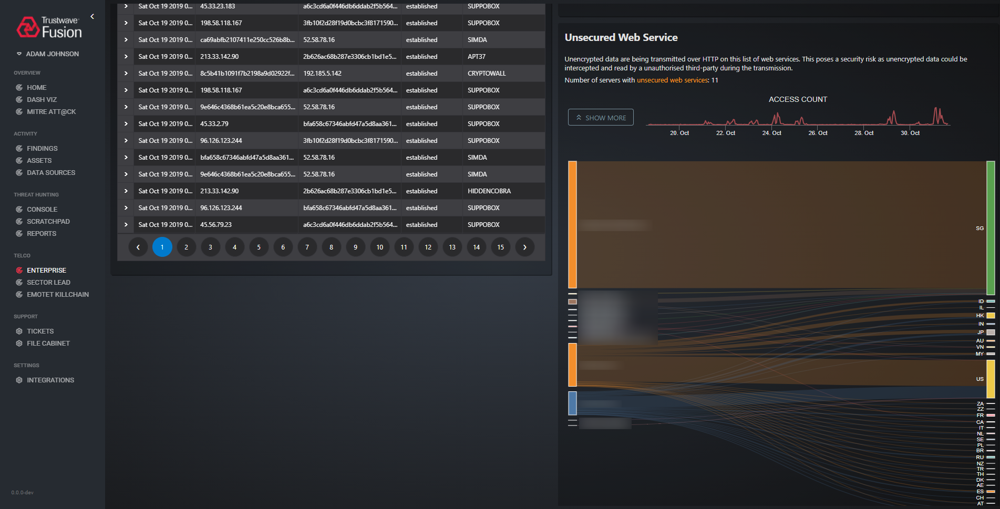 Trustwave
Fusion
ADAM JOHNSON
OVERVIEW
HOME
DASH VIZ
MITRE ATT@CK
ACTIVITY
FINDINGS
ASSETS
DATA SOURCES
THREAT HUNTING
CONSOLE
SCRATCHPAD
REPORTS
TELCO
ENTERPRISE
SECTOR LEAD
EMOTET KILLCHAIN
SUPPORT
TICKETS
FILE CABINET
SETTINGS
INTEGRATIONS
0.0.0-dev
Sat Oct 19 2019 0... 45.33.23.183 a6c3cd6a0f446db6ddab2f5b564... established SUPPOBOX
Sat Oct 19 2019 0... 198.58.118.167 3fb10f2d28f19d0bcbc3f8171590... established SUPPOBOX
Sat Oct 19 2019 0... ca69abfb2107411e250cc526b8b... 52.58.78.16 established SIMDA
Sat Oct 19 2019 0... 213.33.142.90 2b626ac68b287e3306cb1bd1e5... established APT37
Sat Oct 19 2019 0... 8c5b41b1091f7b2198a9d02922f... 192.185.5.142 established CRYPTOWALL
Sat Oct 19 2019 0... 198.58.118.167 a6c3cd6a0f446db6ddab2f5b564... established SUPPOBOX
Sat Oct 19 2019 0... 9e646c4368b61ea5c20e8bca655... 52.58.78.16 established SUPPOBOX
Sat Oct 19 2019 0... 45.33.2.79 bfa658c67346abfd47a5d8aa361... established SUPPOBOX
Sat Oct 19 2019 0... 96.126.123.244 3fb10f2d28f19d0bcbc3f8171590... established SUPPOBOX
Sat Oct 19 2019 0... bfa658c67346abfd47a5d8aa361... 52.58.78.16 established SIMDA
Sat Oct 19 2019 0... 9e646c4368b61ea5c20e8bca655... 52.58.78.16 established SIMDA
Sat Oct 19 2019 0... 213.33.142.90 2b626ac68b287e3306cb1bd1e5... established HIDDENCOBRA
Sat Oct 19 2019 0... 96.126.123.244 bfa658c67346abfd47a5d8aa361... established SUPPOBOX
Sat Oct 19 2019 0... 45.56.79.23 a6c3cd6a0f446db6ddab2f5b564... established SUPPOBOX
1 2 3 4 5 6 7 8 9 10 11 12 13 14 15
Unsecured Web Service
Unencrypted data are being transmitted over HTTP on this list of web services. This poses a security risk as unencrypted data could be
intercepted and read by a unauthorised third-party during the transmission.
Number of servers with unsecured web services: 11
ACCESS COUNT
SHOW MORE
20. Oct 22. Oct 24. Oct 26. Oct 28. Oct 30. Oct
SG
ID
IL
HK
IN
JP
AU
VN
MY
US
ZA
ZZ
FR
CA
IT
NL
SE
PL
BR
RU
NZ
TR
TH
DK
AE
ES
CH
AT